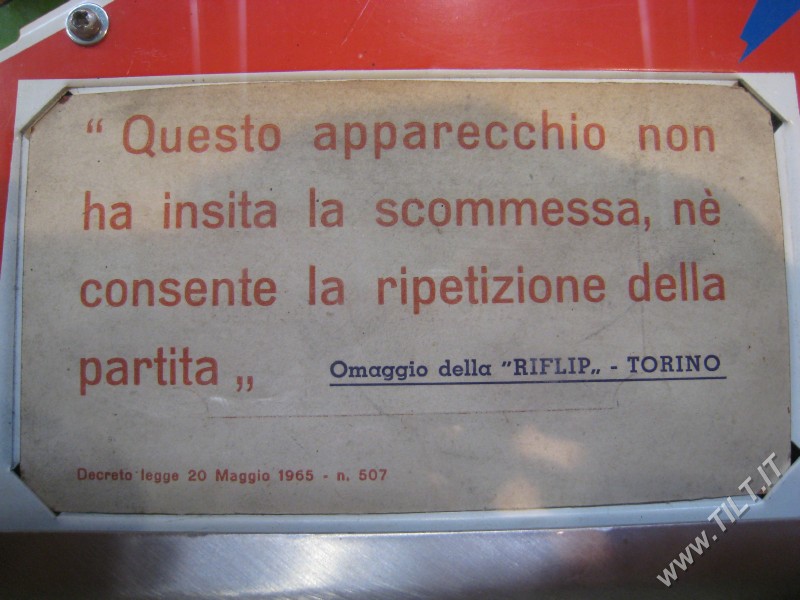 “ Questo apparecchio non
ha insita la scommessa, nè
consente la ripetizione della
partita „
Omaggio della “RIFLIP„ - TORINO
Decreto legge 20 Maggio 1965 - n. 507
www.TILT.IT